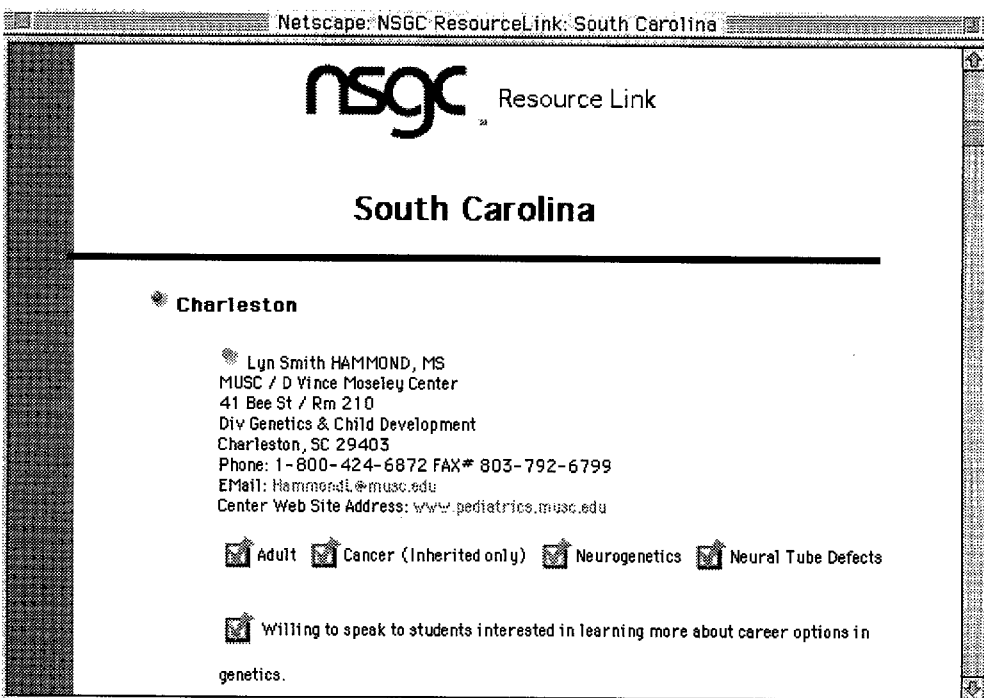 Netscape: NSGC ResourceLink: South Carolina
nsgc Resource Link
South Carolina
Charleston
Lyn Smith HAMMOND, MS
MUSC / D Vince Moseley Center
41 Bee St / Rm 210
Div Genetics & Child Development
Charleston, SC 29403
Phone: 1-800-424-6872 FAX# 803-792-6799
EMail: HammondL@musc.edu
Center Web Site Address: www.pediatrics.musc.edu
Adult Cancer (Inherited only) Neurogenetics Neural Tube Defects
Willing to speak to students interested in learning more about career options in
genetics.